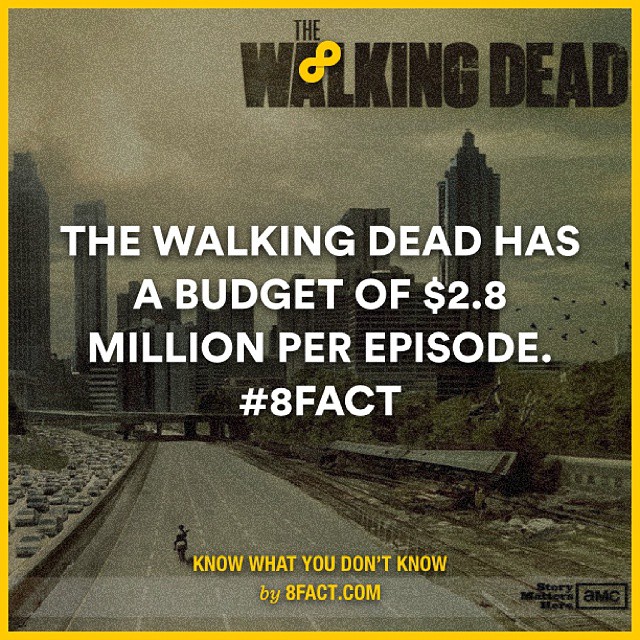 THE
WALKING DEAD
THE WALKING DEAD HAS
A BUDGET OF $2.8
MILLION PER EPISODE.
#8FACT
KNOW WHAT YOU DON'T KNOW
by 8FACT.COM
Story
Matters
Here
amc